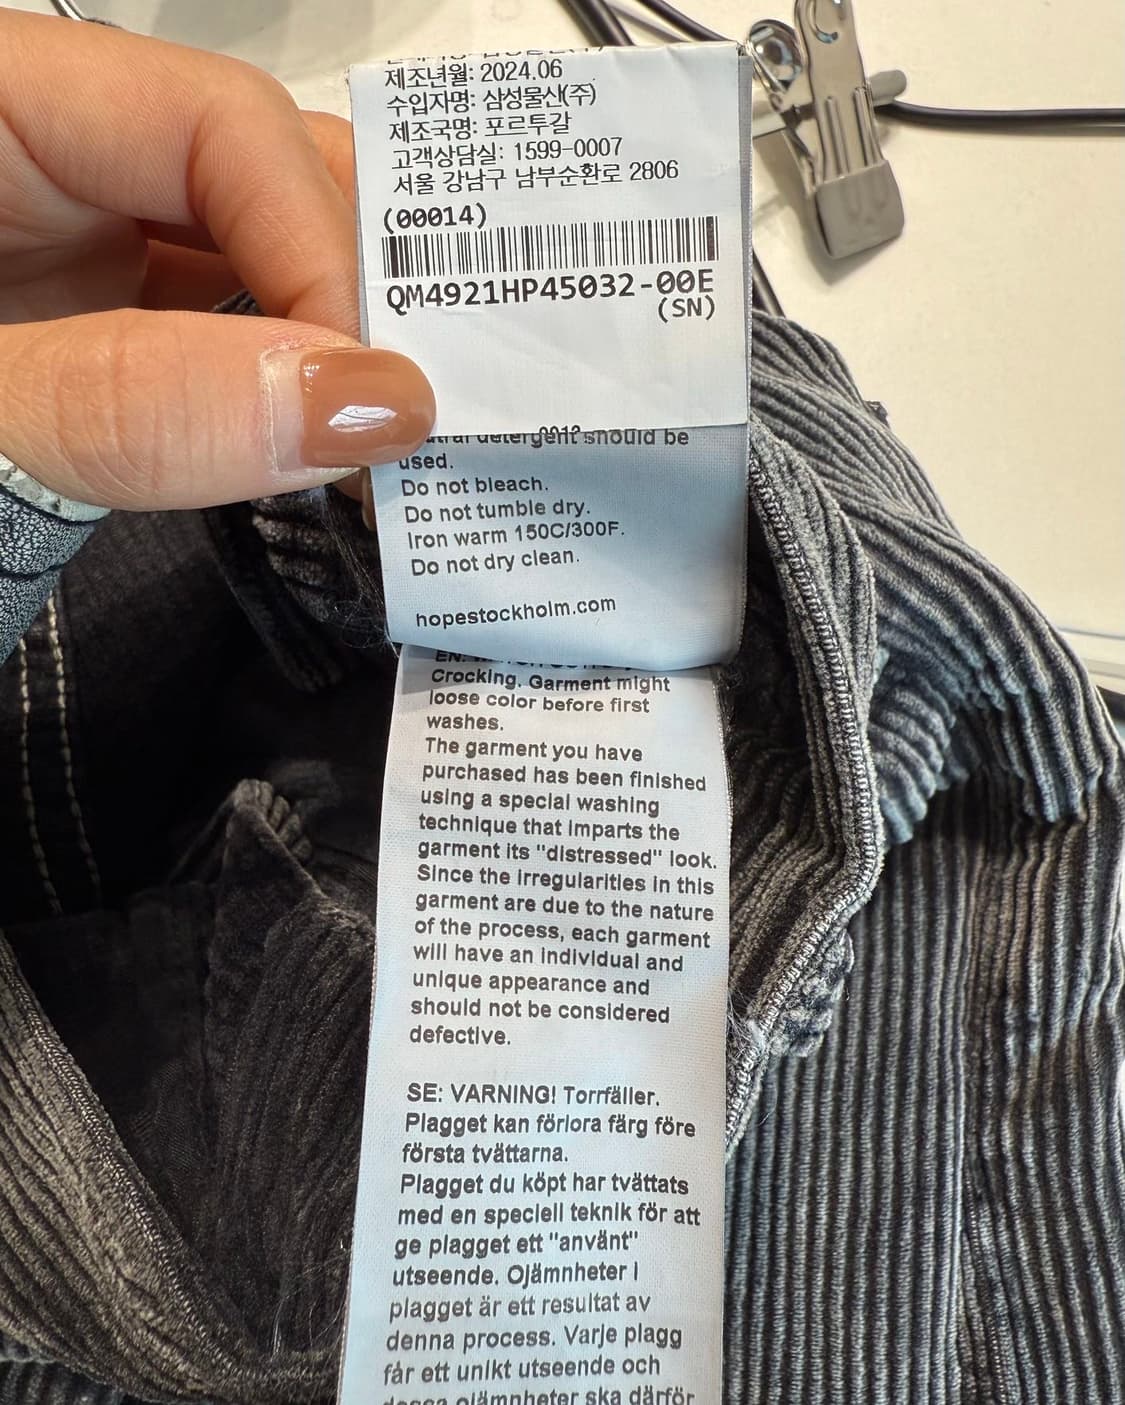 제조년월: 2024.06
수입자명: 삼성물산(주)
제조국명: 포르투갈
고객상담실: 1599-0007
서울 강남구 남부순환로 2806
(00014)
QM4921HP45032-00E
(SN)
detergent should be
used.
Do not bleach.
Do not tumble dry.
Iron warm 150C/300F.
Do not dry clean.
hopestockholm.com
EN:
Crocking. Garment might
loose color before first
washes.
The garment you have
purchased has been finished
using a special washing
technique that imparts the
garment its "distressed" look.
Since the irregularities in this
garment are due to the nature
of the process, each garment
will have an individual and
unique appearance and
should not be considered
defective.
SE: VARNING! Torrfäller.
Plagget kan förlora färg före
första tvättarna.
Plagget du köpt har tvättats
med en speciell teknik för att
ge plagget ett "använt"
utseende. Ojämnheter i
plagget är ett resultat av
denna process. Varje plagg
får ett unikt utseende och
dessa ojämnheter ska därför